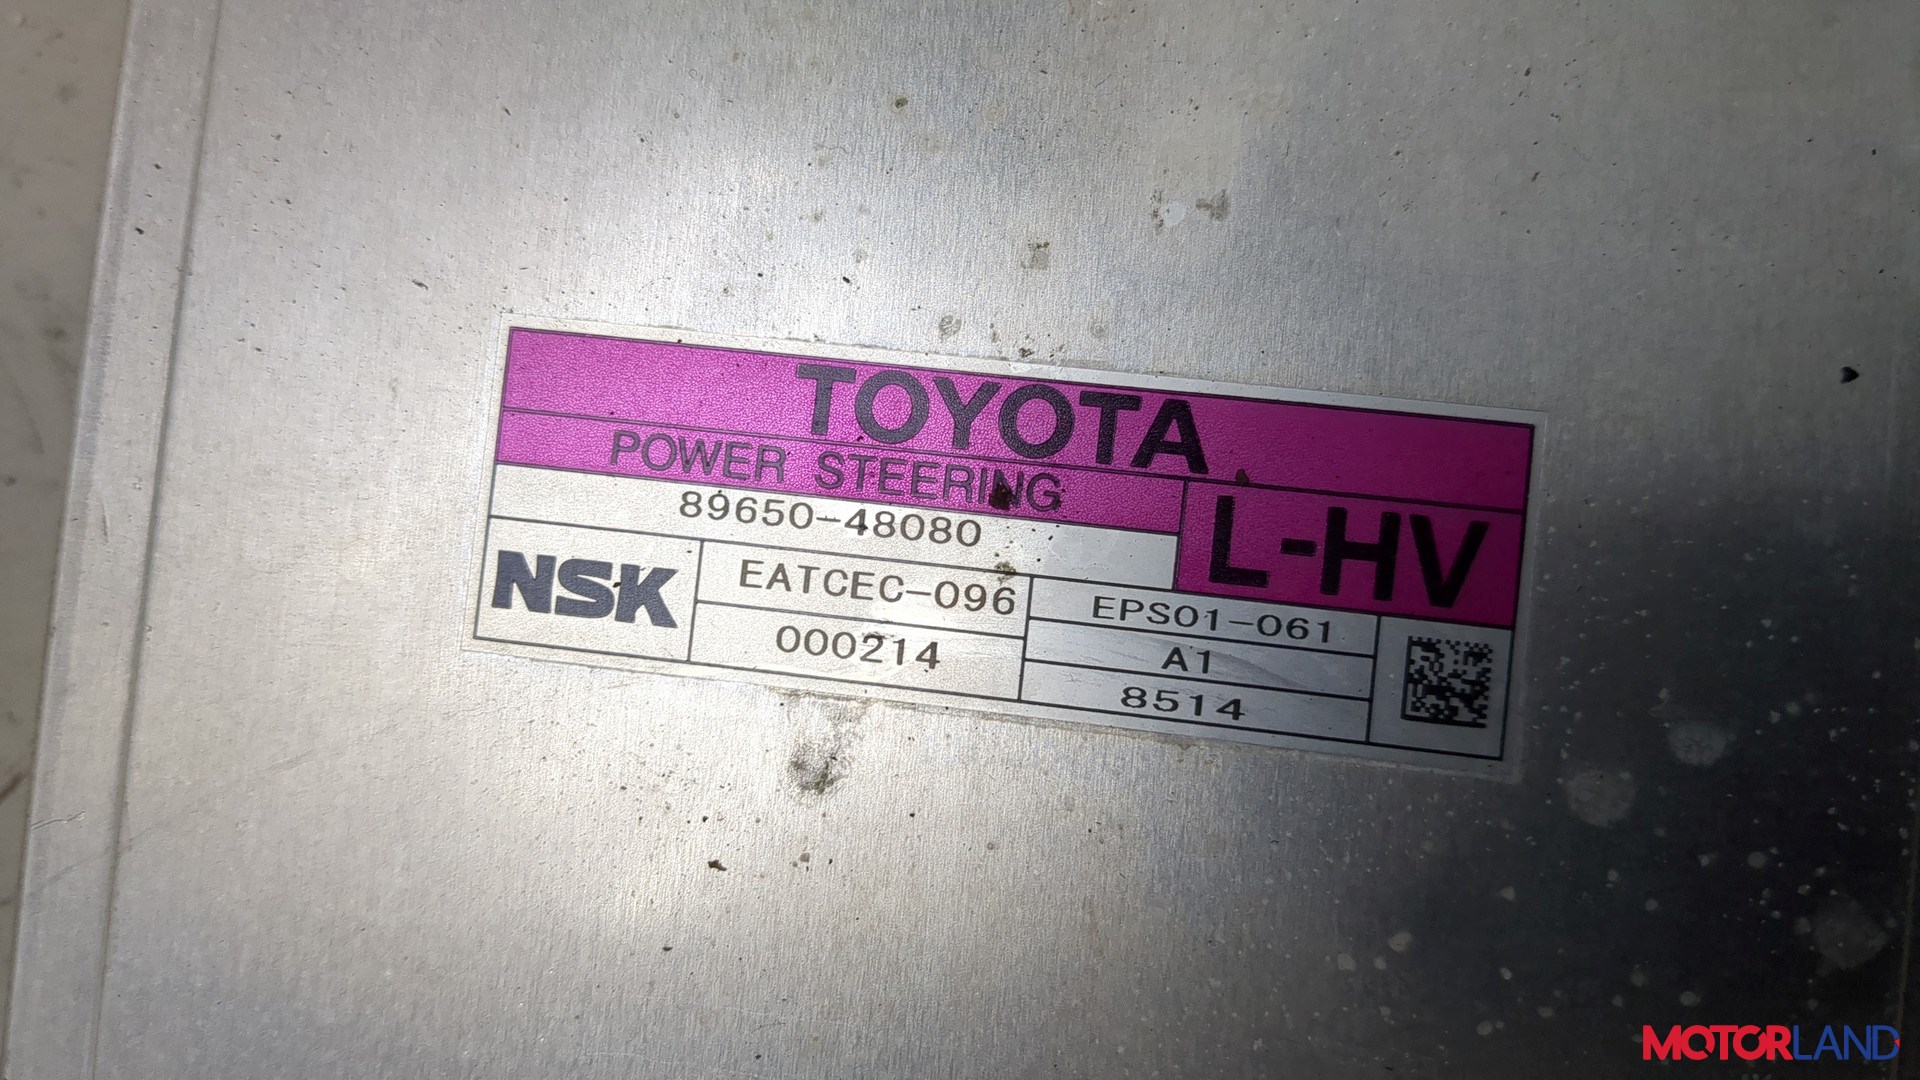 TOYOTA
POWER STEERING
L-HV
89650-48080
NSK
EATCEC-096
000214
EPS01-061
A1
8514
MOTORLAND